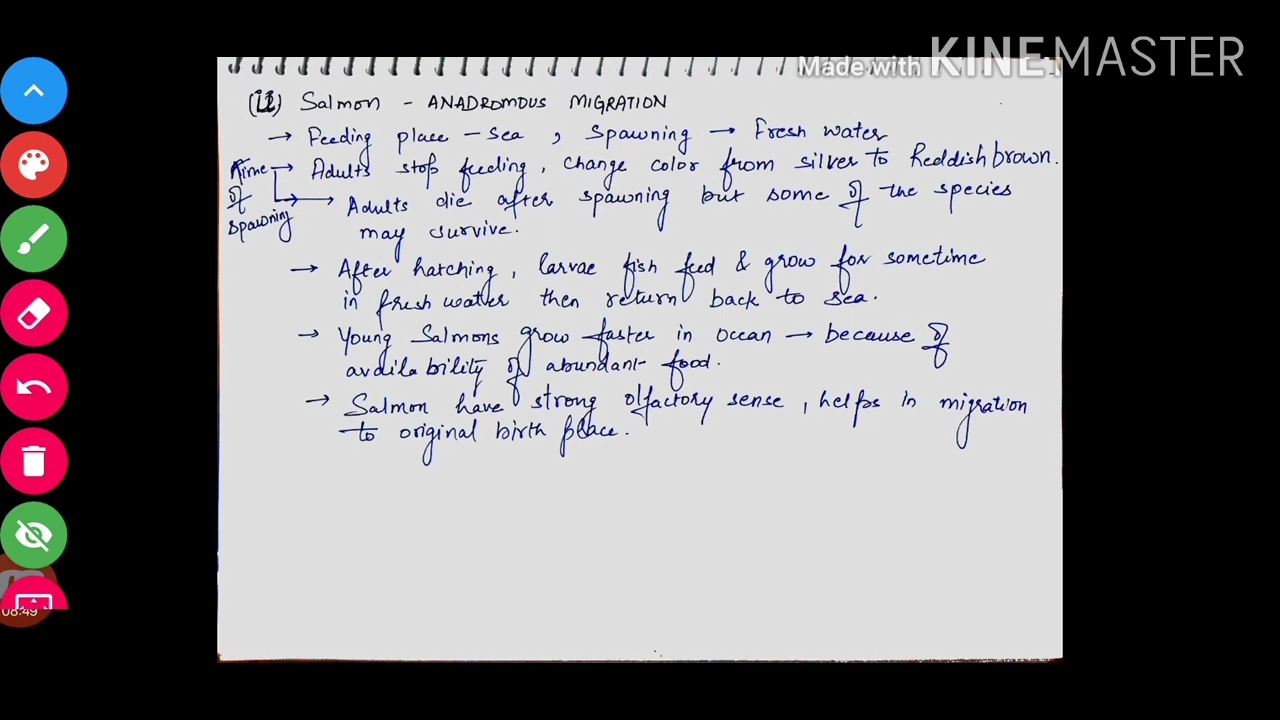 Made with KINEMASTER
(ii) Salmon - ANADROMOUS MIGRATION
→ Feeding place - sea , Spawning → Fresh water
Time of spawning → Adults stop feeding, change color from silver to Reddish brown.
→ Adults die after spawning but some of the species
may survive.
→ After hatching, larvae fish feed & grow for sometime
in fresh water then return back to sea.
→ Young Salmons grow faster in ocean → because of
availability of abundant food.
→ Salmon have strong olfactory sense, helps in migration
to original birth place.
08:49